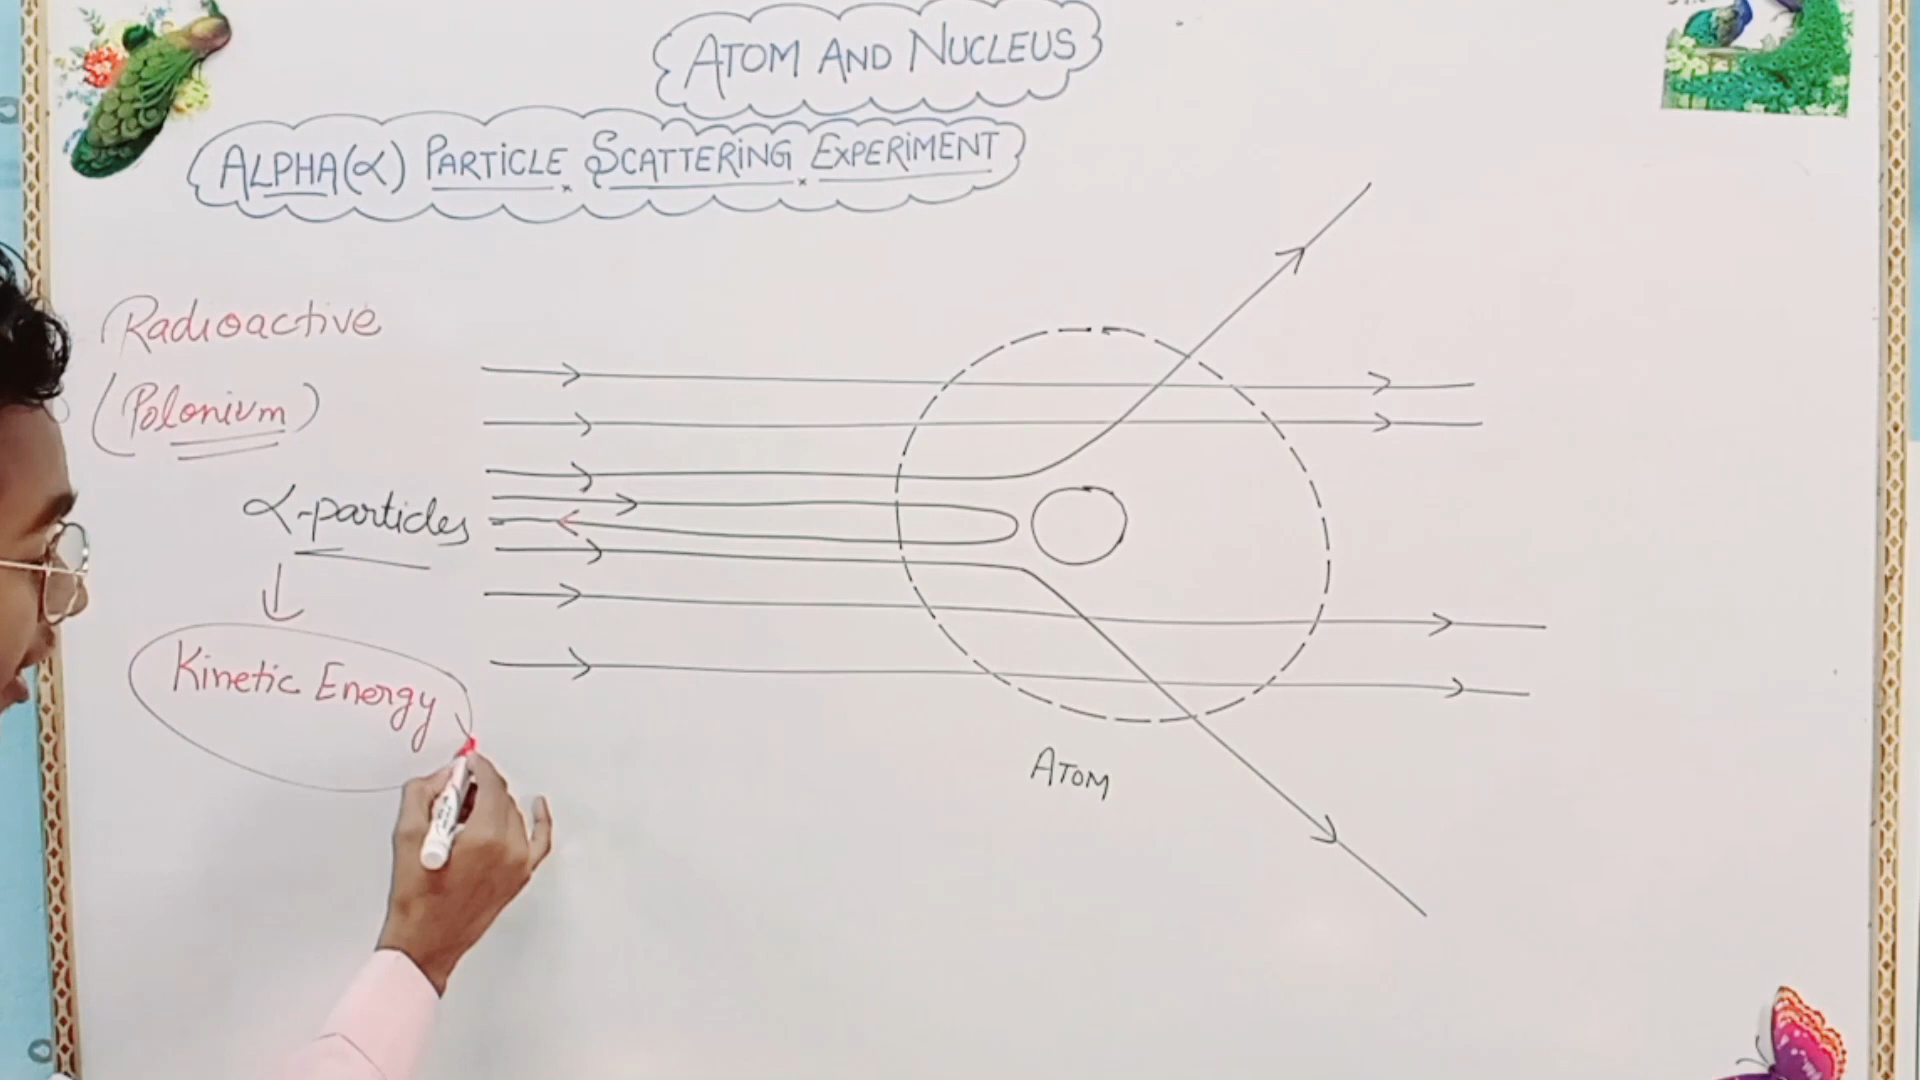 ATOM AND NUCLEUS
ALPHA(α) PARTICLE SCATTERING EXPERIMENT
Radioactive
(Polonium)
α-particles
Kinetic Energy
ATOM